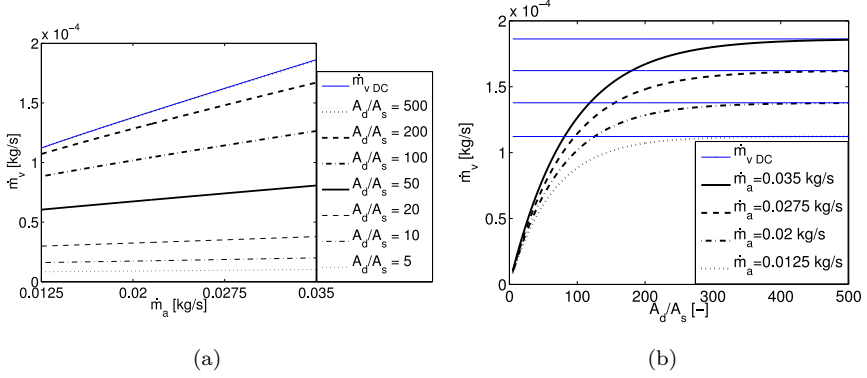 2 x 10⁻⁴
1.5
1
0.5
0
ṁv [kg/s]
0.0125 0.02 0.0275 0.035
ṁa [kg/s]
ṁv DC
Ad/As = 500
Ad/As = 200
Ad/As = 100
Ad/As = 50
Ad/As = 20
Ad/As = 10
Ad/As = 5
(a)
2 x 10⁻⁴
1.5
1
0.5
0
ṁv [kg/s]
0 100 200 300 400 500
Ad/As [−]
ṁv DC
ṁa=0.035 kg/s
ṁa=0.0275 kg/s
ṁa=0.02 kg/s
ṁa=0.0125 kg/s
(b)